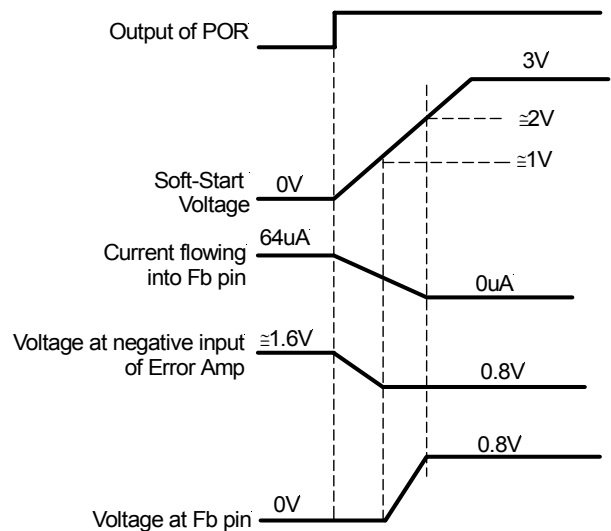 Output of POR
3V
≅2V
≅1V
Soft-Start
Voltage
0V
64uA
Current flowing
into Fb pin
0uA
Voltage at negative input
of Error Amp
≅1.6V
0.8V
0.8V
Voltage at Fb pin
0V